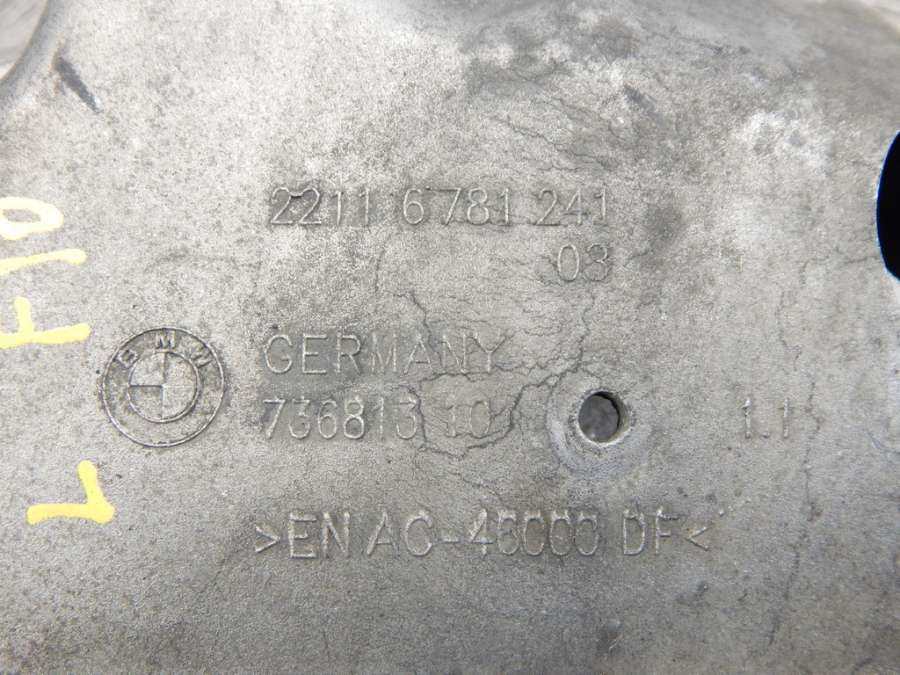 2211 6781 241
03
GERMANY
BMW
736813 10
1.1
>EN AC-46000 DF<
F10
L